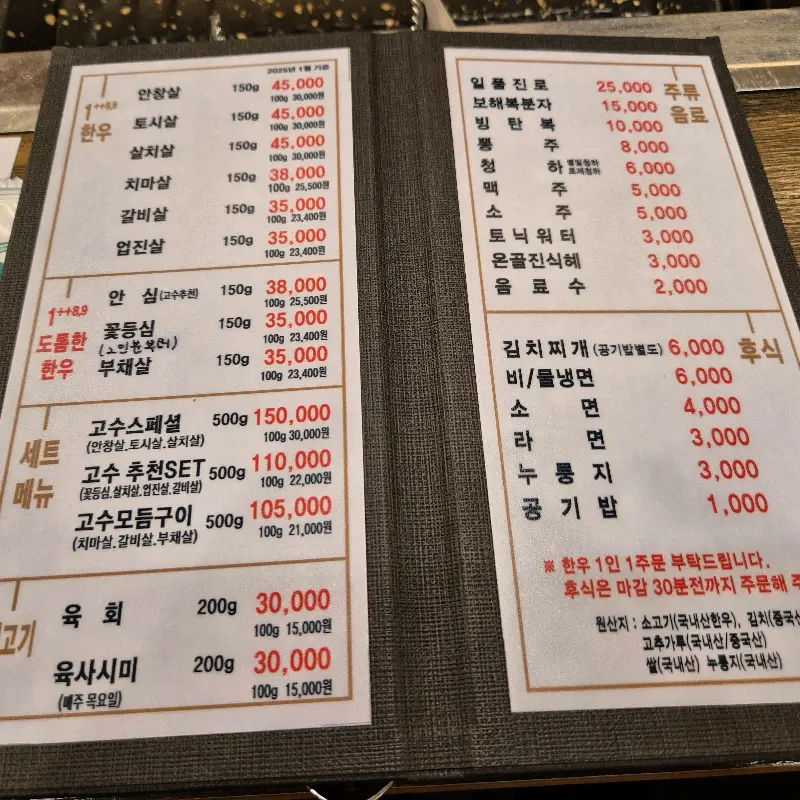 2025년 1월 기준
1++8,9
한우
안창살 150g 45,000
100g 30,000원
토시살 150g 45,000
100g 30,000원
살치살 150g 45,000
100g 30,000원
치마살 150g 38,000
100g 25,500원
갈비살 150g 35,000
100g 23,400원
업진살 150g 35,000
100g 23,400원
1++8,9
도톰한
한우
안 심(고수추천) 150g 38,000
100g 25,500원
꽃등심 150g 35,000
100g 23,400원
부채살 150g 35,000
100g 23,400원
세트
메뉴
고수스페셜 500g 150,000
(안창살.토시살.살치살) 100g 30,000원
고수 추천SET 500g 110,000
(꽃등심,살치살.업진살,갈비살) 100g 22,000원
고수모듬구이 500g 105,000
(치마살.갈비살.부채살) 100g 21,000원
고기
육 회 200g 30,000
100g 15,000원
육사시미 200g 30,000
(매주 목요일) 100g 15,000원
주류
음료
일품진로 25,000
보해복분자 15,000
빙 탄 복 10,000
뽕 주 8,000
청 하 별빛청하 로제청하 6,000
맥 주 5,000
소 주 5,000
토닉워터 3,000
온골진식혜 3,000
음 료 수 2,000
후식
김치찌개 (공기밥별도) 6,000
비/물냉면 6,000
소 면 4,000
라 면 3,000
누 룽 지 3,000
공 기 밥 1,000
※ 한우 1인 1주문 부탁드립니다.
후식은 마감 30분전까지 주문해 주
원산지 : 소고기(국내산한우), 김치(중국산
고추가루(국내산/중국산)
쌀(국내산) 누룽지(국내산)